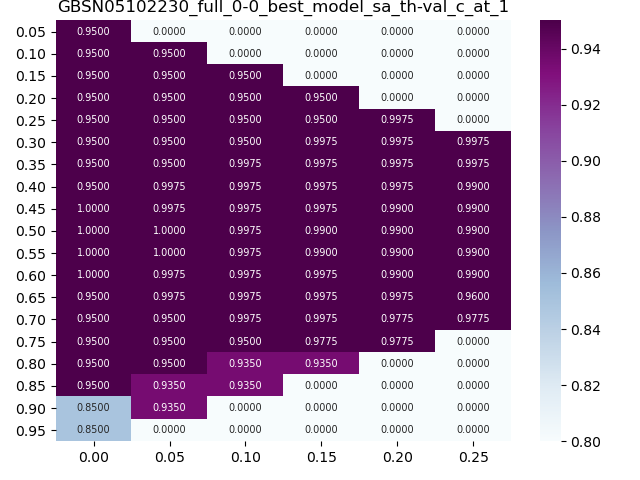 GBSN05102230_full_0-0_best_model_sa_th-val_c_at_1
0.05 0.9500 0.0000 0.0000 0.0000 0.0000 0.0000
0.10 0.9500 0.9500 0.0000 0.0000 0.0000 0.0000
0.15 0.9500 0.9500 0.9500 0.0000 0.0000 0.0000
0.20 0.9500 0.9500 0.9500 0.9500 0.0000 0.0000
0.25 0.9500 0.9500 0.9500 0.9500 0.9975 0.0000
0.30 0.9500 0.9500 0.9500 0.9975 0.9975 0.9975
0.35 0.9500 0.9500 0.9975 0.9975 0.9975 0.9975
0.40 0.9500 0.9975 0.9975 0.9975 0.9975 0.9900
0.45 1.0000 0.9975 0.9975 0.9975 0.9900 0.9900
0.50 1.0000 1.0000 0.9975 0.9900 0.9900 0.9900
0.55 1.0000 1.0000 0.9975 0.9900 0.9900 0.9900
0.60 1.0000 0.9975 0.9975 0.9975 0.9900 0.9900
0.65 0.9500 0.9975 0.9975 0.9975 0.9975 0.9600
0.70 0.9500 0.9500 0.9975 0.9975 0.9975 0.9775
0.75 0.9500 0.9500 0.9500 0.9775 0.9775 0.0000
0.80 0.9500 0.9500 0.9350 0.9350 0.0000 0.0000
0.85 0.9500 0.9350 0.9350 0.0000 0.0000 0.0000
0.90 0.8500 0.9350 0.0000 0.0000 0.0000 0.0000
0.95 0.8500 0.0000 0.0000 0.0000 0.0000 0.0000
0.00 0.05 0.10 0.15 0.20 0.25
0.94
0.92
0.90
0.88
0.86
0.84
0.82
0.80